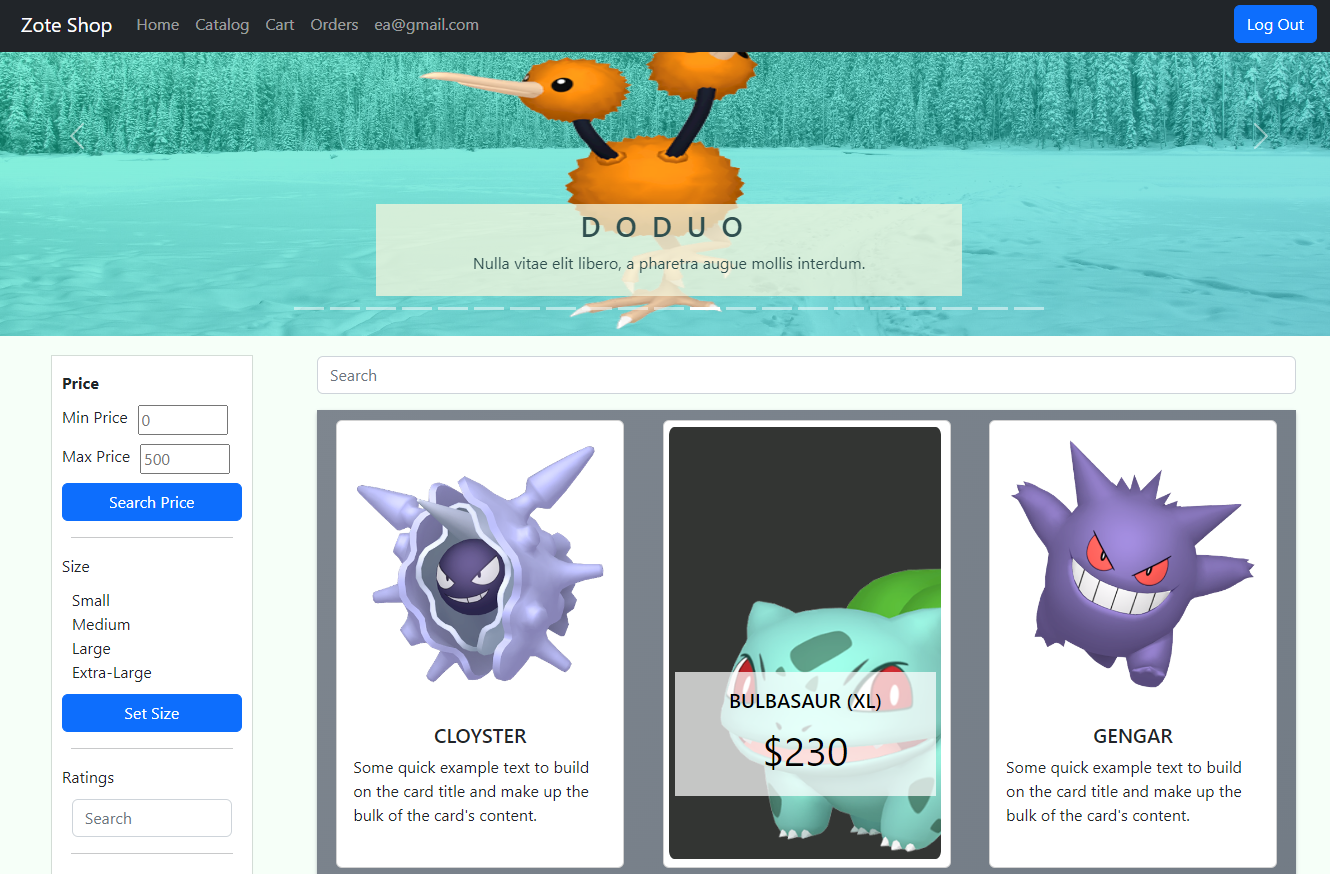 Zote Shop Home Catalog Cart Orders ea@gmail.com Log Out
DODUO
Nulla vitae elit libero, a pharetra augue mollis interdum.
Price
Min Price 0
Max Price 500
Search Price
Size
Small
Medium
Large
Extra-Large
Set Size
Ratings
Search
Search
CLOYSTER
Some quick example text to build
on the card title and make up the
bulk of the card's content.
BULBASAUR (XL)
$230
GENGAR
Some quick example text to build
on the card title and make up the
bulk of the card's content.